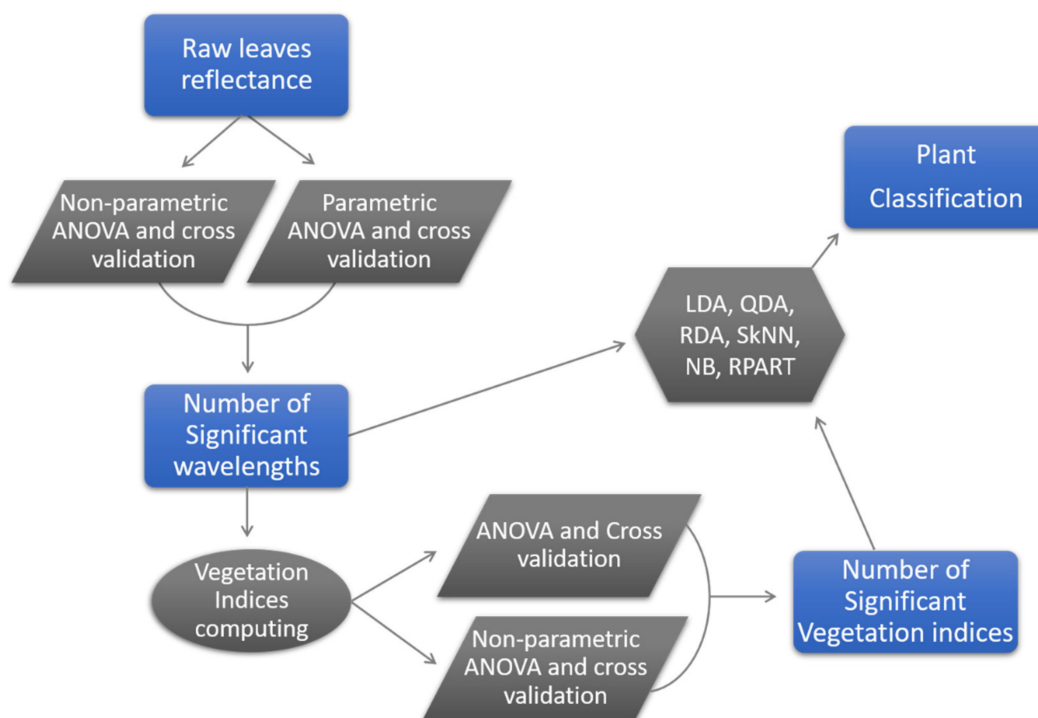 Raw leaves
reflectance
Non-parametric
ANOVA and cross
validation
Parametric
ANOVA and cross
validation
Plant
Classification
LDA, QDA,
RDA, SkNN,
NB, RPART
Number of
Significant
wavelengths
Vegetation
Indices
computing
ANOVA and Cross
validation
Non-parametric
ANOVA and cross
validation
Number of
Significant
Vegetation indices